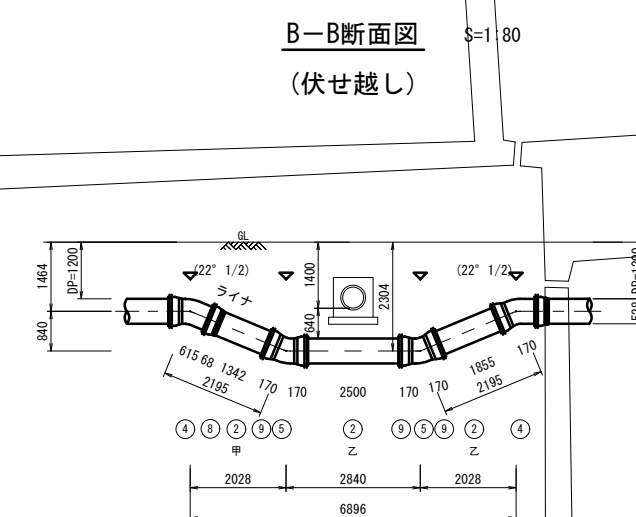 B－B断面図 S=1:80
(伏せ越し)
GL
1464
DP=1200
840
(22° 1/2)
ライナ
1400
640
2304
(22° 1/2)
DP=1200
615 68 1342 170 170 2500 170 170 1855 170
2195
2195
④ ⑧ ② ⑨ ⑤ ② ⑨ ⑤ ⑨ ② ④
甲 乙 乙
2028 2840 2028
6896